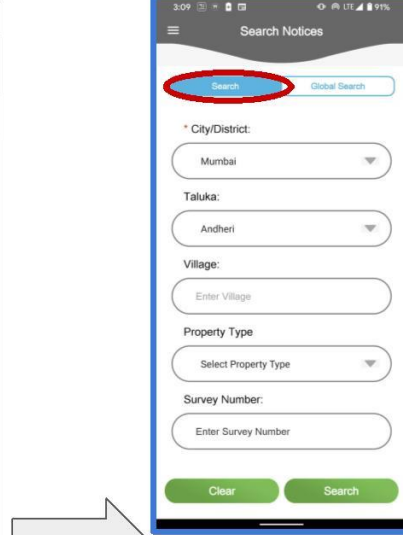 3:09 LTE 91%
Search Notices
Search Global Search
* City/District:
Mumbai
Taluka:
Andheri
Village:
Enter Village
Property Type
Select Property Type
Survey Number:
Enter Survey Number
Clear Search